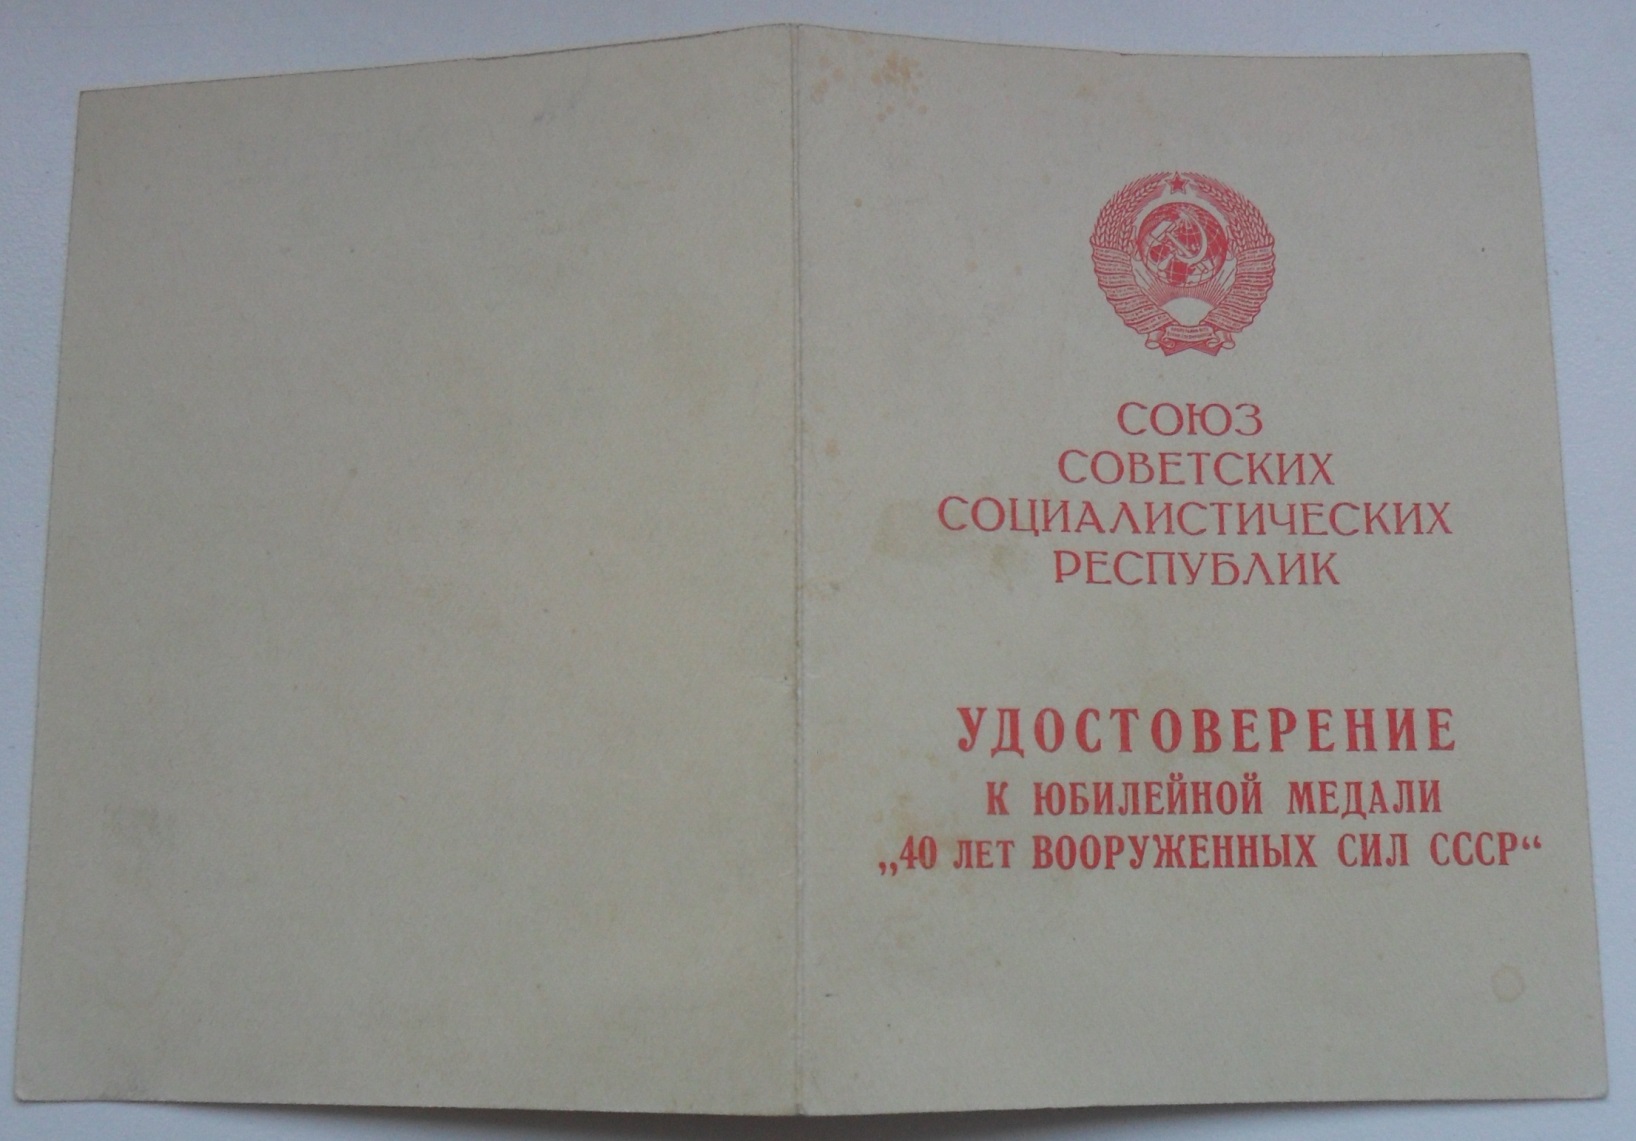 СОЮЗ
СОВЕТСКИХ
СОЦИАЛИСТИЧЕСКИХ
РЕСПУБЛИК
УДОСТОВЕРЕНИЕ
К ЮБИЛЕЙНОЙ МЕДАЛИ
„40 ЛЕТ ВООРУЖЕННЫХ СИЛ СССР“